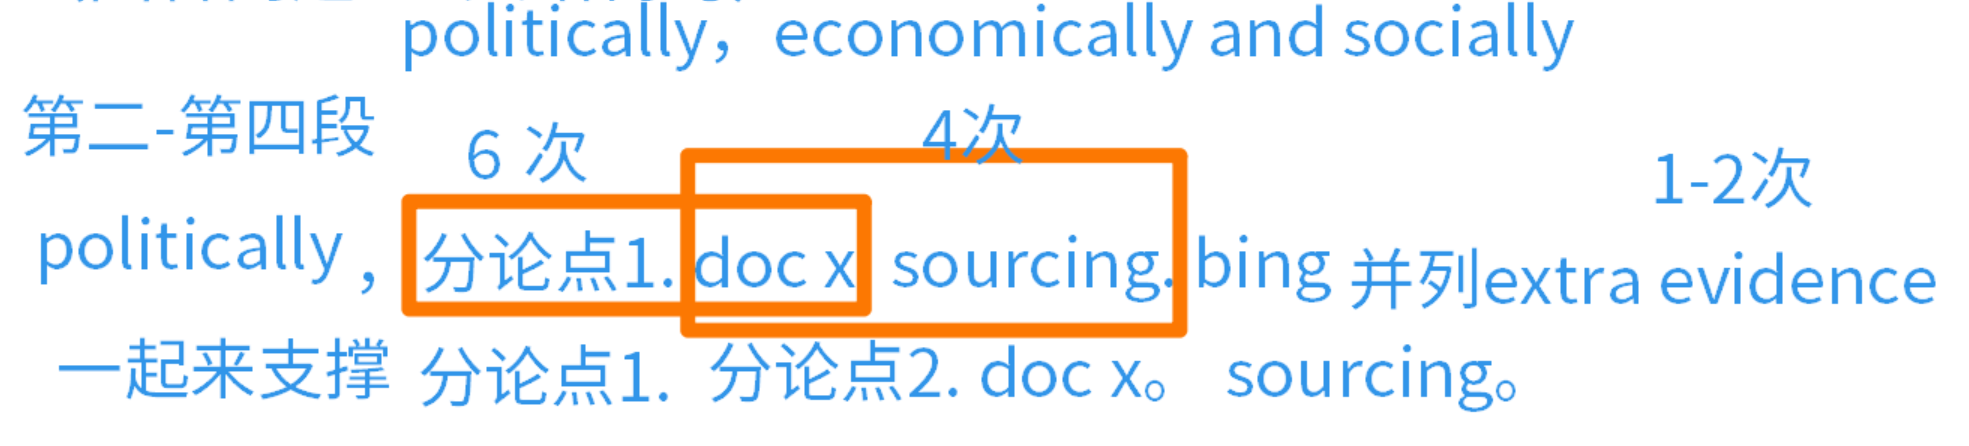 politically，economically and socially
第二-第四段
6 次
4次
1-2次
politically ，分论点1. doc x sourcing. bing 并列extra evidence
一起来支撑 分论点1. 分论点2. doc x。 sourcing。